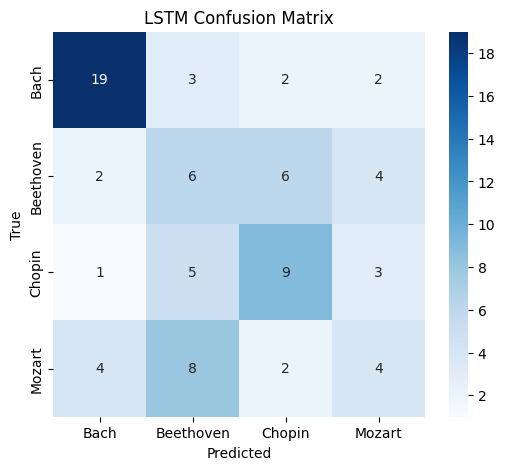 LSTM Confusion Matrix
True
Bach
19 3 2 2
Beethoven
2 6 6 4
Chopin
1 5 9 3
Mozart
4 8 2 4
Bach Beethoven Chopin Mozart
Predicted
18
16
14
12
10
8
6
4
2